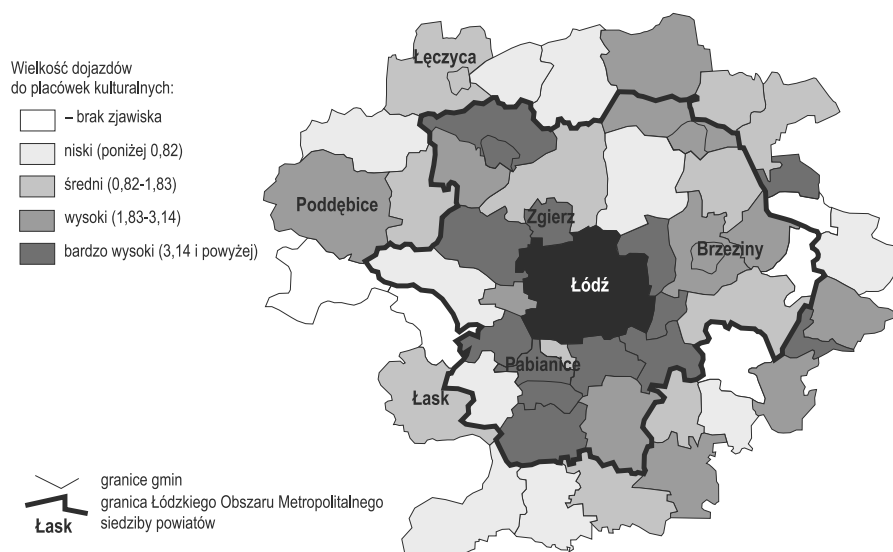 Wielkość dojazdów
do placówek kulturalnych:
– brak zjawiska
niski (poniżej 0,82)
średni (0,82-1,83)
wysoki (1,83-3,14)
bardzo wysoki (3,14 i powyżej)
Łęczyca
Poddębice
Zgierz
Brzeziny
Łódź
Pabianice
Łask
granice gmin
granica Łódzkiego Obszaru Metropolitalnego
Łask siedziby powiatów